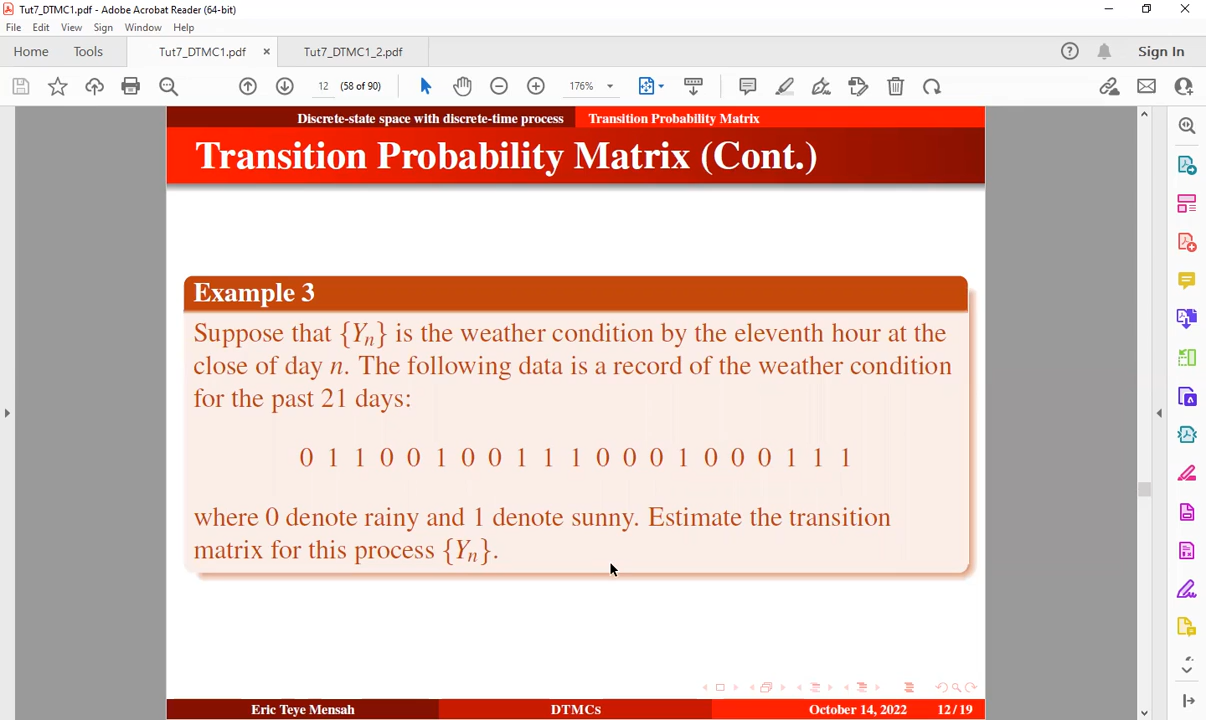 Tut7_DTMC1.pdf - Adobe Acrobat Reader (64-bit)
File Edit View Sign Window Help
Home Tools Tut7_DTMC1.pdf × Tut7_DTMC1_2.pdf Sign In
12 (58 of 90) 176%
Discrete-state space with discrete-time process Transition Probability Matrix
Transition Probability Matrix (Cont.)
Example 3
Suppose that {Yn} is the weather condition by the eleventh hour at the
close of day n. The following data is a record of the weather condition
for the past 21 days:
0 1 1 0 0 1 0 0 1 1 1 0 0 0 1 0 0 0 1 1 1
where 0 denote rainy and 1 denote sunny. Estimate the transition
matrix for this process {Yn}.
Eric Teye Mensah DTMCs October 14, 2022 12/19